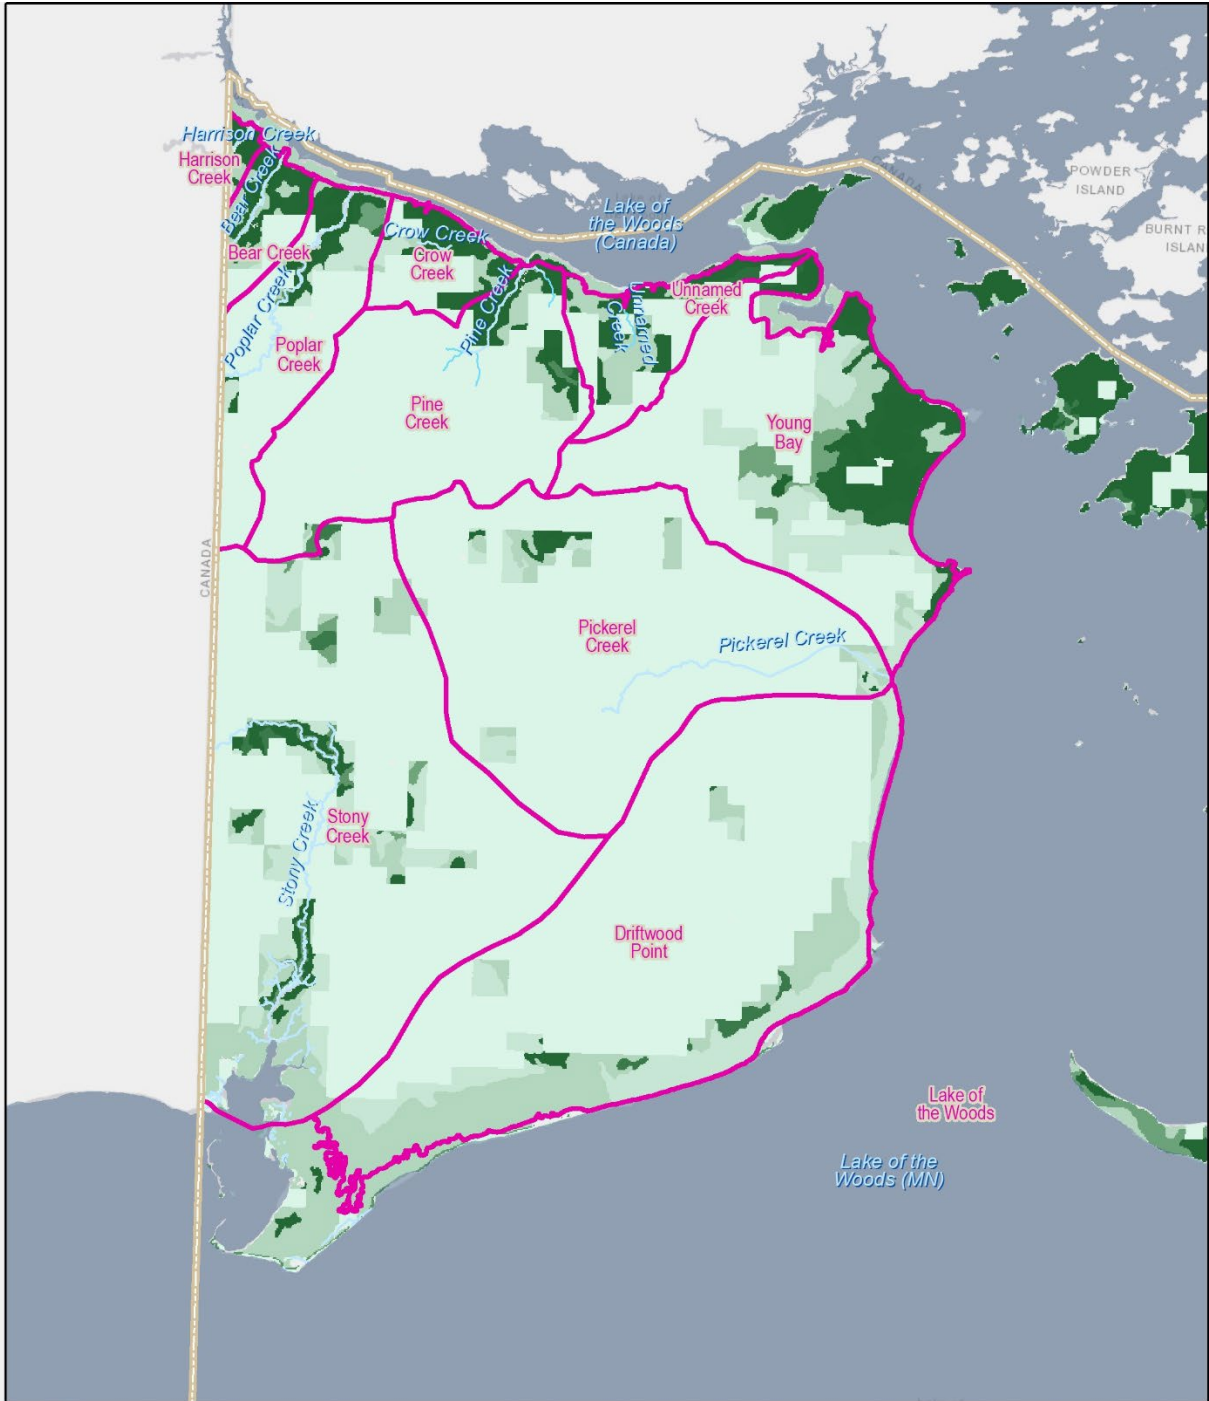 Harrison Creek
Harrison
Creek
Bear Creek
Bear Creek
CANADA
POWDER
ISLAND
Lake of
the Woods
(Canada)
BURNT R
ISLAN
Crow Creek
Crow
Creek
Poplar Creek
Poplar
Creek
Pine Creek
Pine
Creek
Unnamed
Creek
Unnamed
Creek
Young
Bay
CANADA
Pickerel
Creek
Pickerel Creek
Stony Creek
Stony
Creek
Driftwood
Point
Lake of
the Woods
Lake of the
Woods (MN)